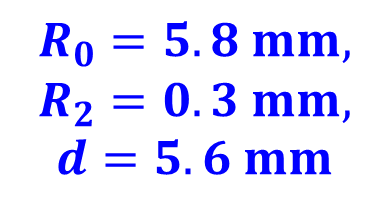 R₀ = 5.8 mm,
R₂ = 0.3 mm,
d = 5.6 mm